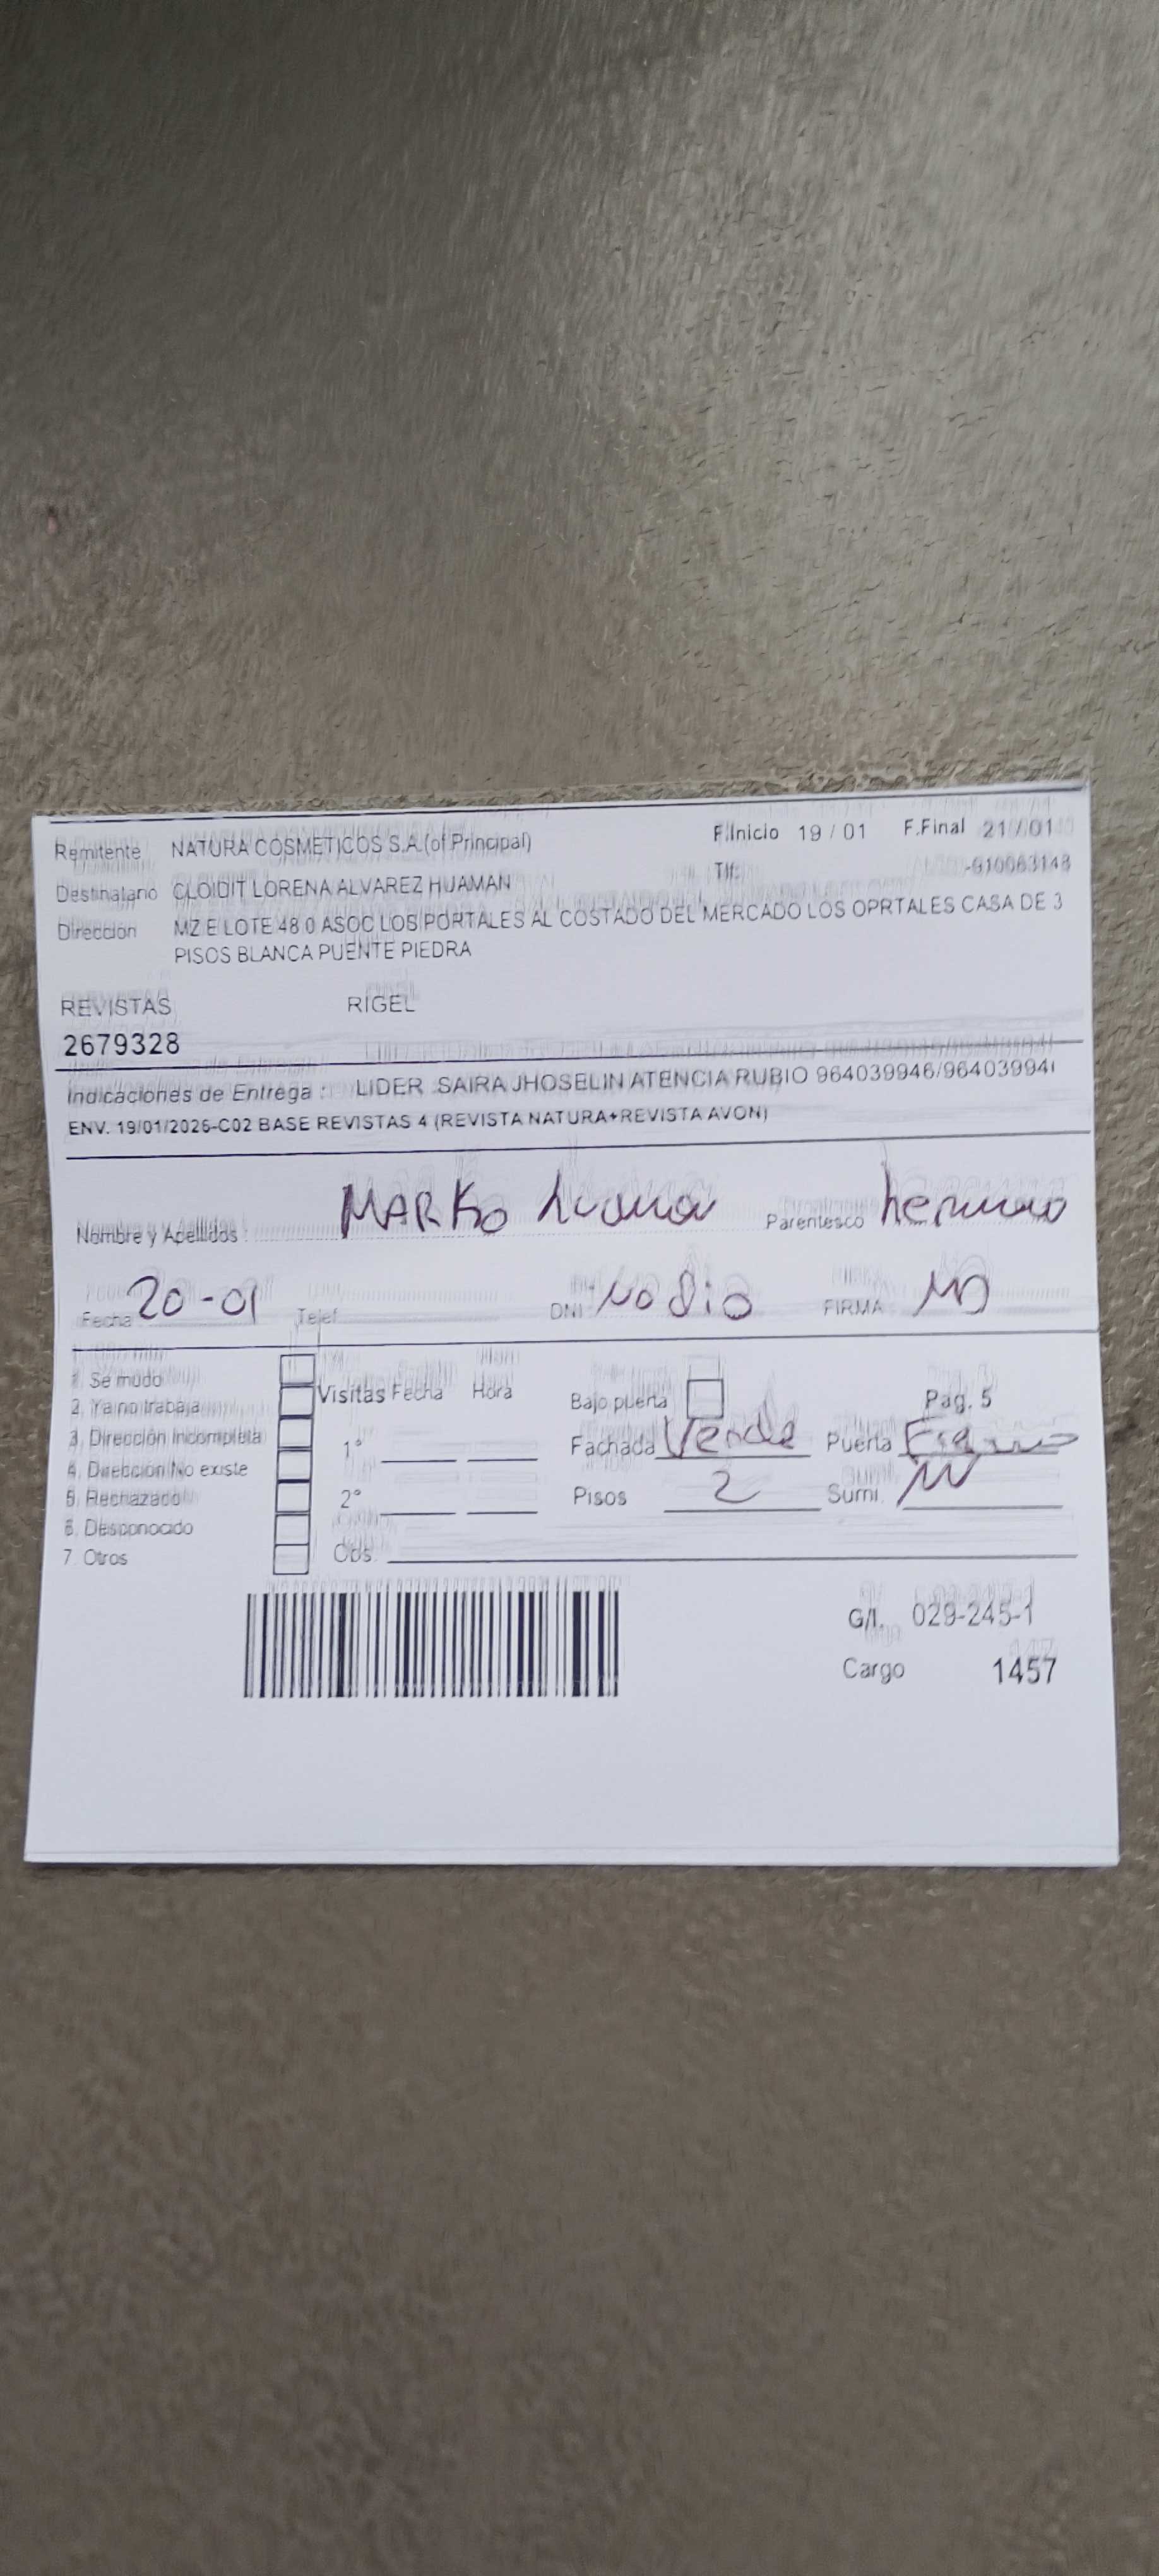 Remitente NATURA COSMETICOS S.A.(of.Principal) F.Inicio 19 / 01 F.Final 21 / 01
Destinatario CLOIDIT LORENA ALVAREZ HUAMAN Tlf: -910063148
Dirección MZ E LOTE 48 0 ASOC LOS PORTALES AL COSTADO DEL MERCADO LOS OPRTALES CASA DE 3
PISOS BLANCA PUENTE PIEDRA
REVISTAS RIGEL
2679328
Indicaciones de Entrega : LIDER SAIRA JHOSELIN ATENCIA RUBIO 964039946/96403994
ENV. 19/01/2026-C02 BASE REVISTAS 4 (REVISTA NATURA+REVISTA AVON)
Nombre y Apellidos : MARKO Parentesco hermano
Fecha 20-01 Telef DNI No dio FIRMA
1. Se mudo
2. Ya no trabaja
3. Dirección Incompleta
4. Dirección No existe
5. Rechazado
6. Desconocido
7. Otros
Visitas Fecha Hora
1°
2°
Obs.
Bajo puerta Pag. 5
Fachada Verde Puerta
Pisos 2 Sumi.
G/I. 029-245-1
Cargo 1457